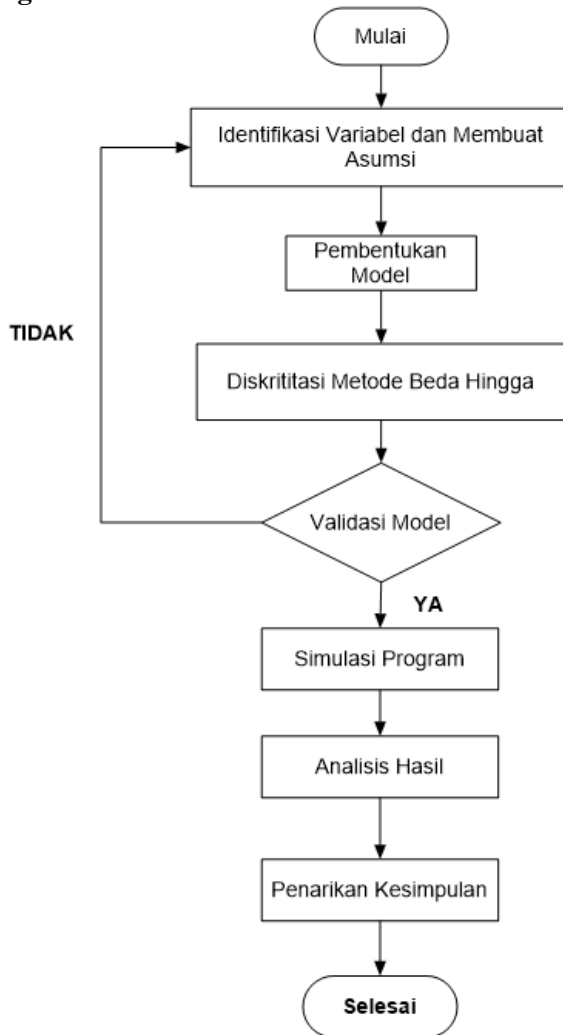 g
Mulai
Identifikasi Variabel dan Membuat
Asumsi
Pembentukan
Model
TIDAK
Diskrititasi Metode Beda Hingga
Validasi Model
YA
Simulasi Program
Analisis Hasil
Penarikan Kesimpulan
Selesai